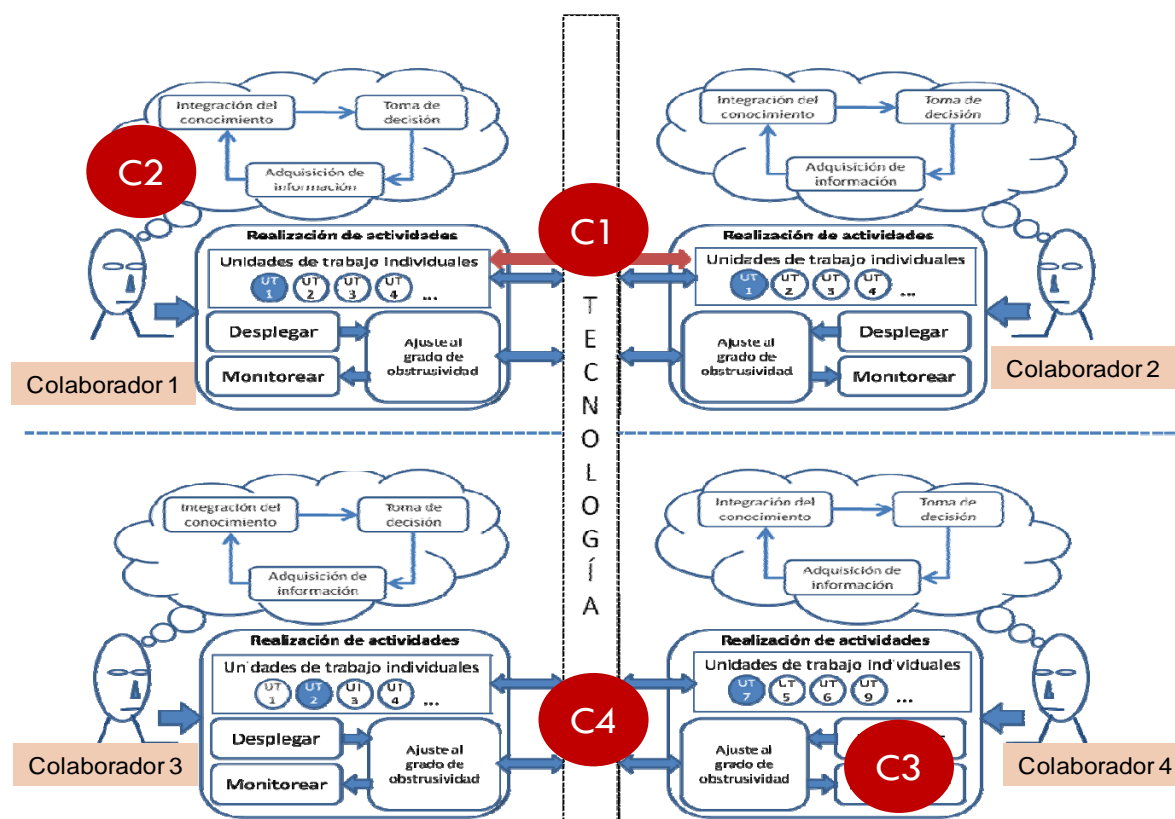 Integración del
conocimiento
Toma de
decisión
Adquisición de
información
C2
Realización de actividades
Unidades de trabajo individuales
UT
1
UT
2
UT
3
UT
4
...
Desplegar
Monitorear
Ajuste al
grado de
obstrusividad
Colaborador 1
Integración del
conocimiento
Toma de
decisión
Adquisición de
información
C1
Realización de actividades
Unidades de trabajo individuales
UT
1
UT
2
UT
3
UT
4
...
Ajuste al
grado de
obstrusividad
Desplegar
Monitorear
Colaborador 2
T
E
C
N
O
L
O
G
Í
A
Integración del
conocimiento
Toma de
decisión
Adquisición de
información
Realización de actividades
Unidades de trabajo individuales
UT
1
UT
2
UT
3
UT
4
...
Desplegar
Monitorear
Ajuste al
grado de
obstrusividad
Colaborador 3
C4
Integración del
conocimiento
Toma de
decisión
Adquisición de
información
Realización de actividades
Unidades de trabajo individuales
UT
7
UT
5
UT
6
UT
9
...
Ajuste al
grado de
obstrusividad
C3
Colaborador 4